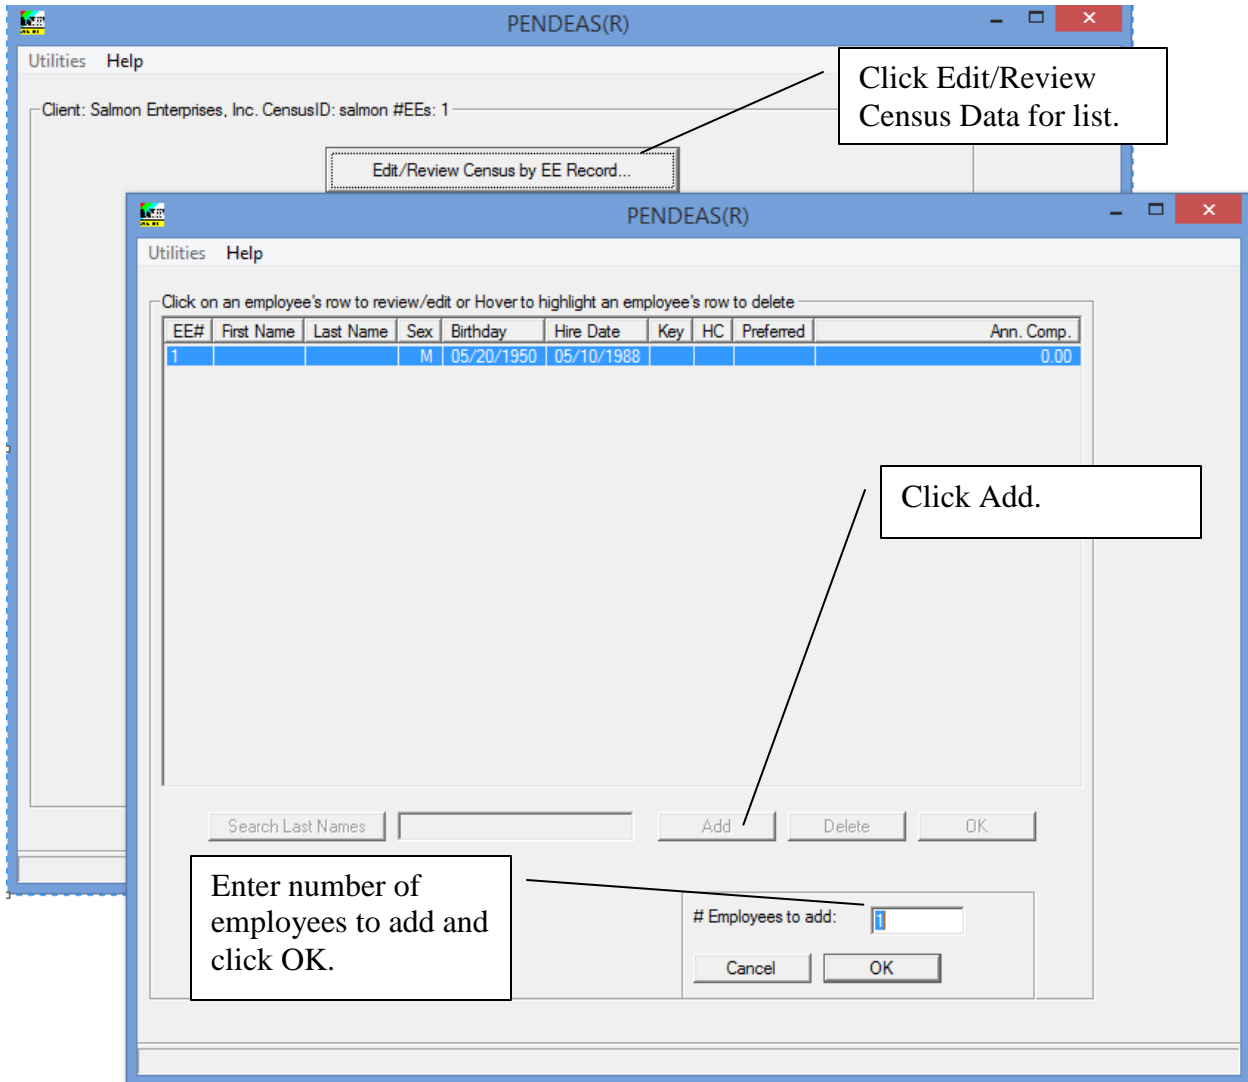 PENDEAS(R)
Utilities Help
Click Edit/Review
Census Data for list.
Client: Salmon Enterprises, Inc. CensusID: salmon #EEs: 1
Edit/Review Census by EE Record...
PENDEAS(R)
Utilities Help
Click on an employee's row to review/edit or Hover to highlight an employee's row to delete
EE# First Name Last Name Sex Birthday Hire Date Key HC Preferred Ann. Comp.
1 M 05/20/1950 05/10/1988 0.00
Click Add.
Search Last Names Add Delete OK
Enter number of
employees to add and
click OK.
# Employees to add: 1
Cancel OK